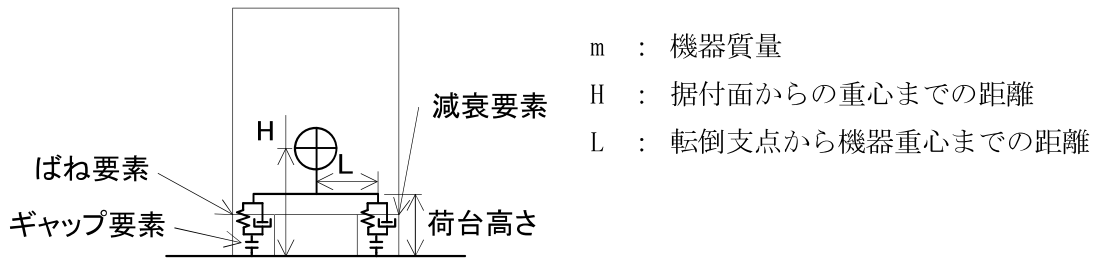 m : 機器質量
H : 据付面からの重心までの距離
L : 転倒支点から機器重心までの距離
H
L
減衰要素
ばね要素
ギャップ要素
荷台高さ